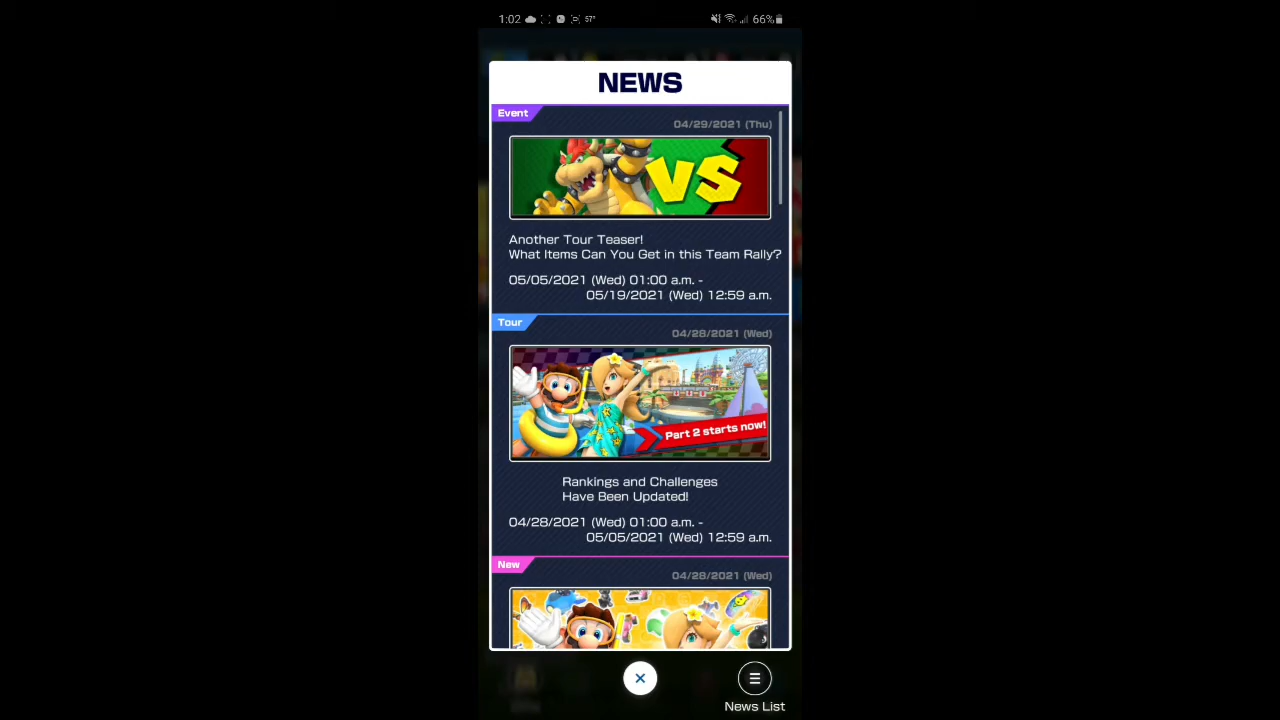 1:02 57° 66%
NEWS
Event
04/29/2021 (Thu)
VS
Another Tour Teaser!
What Items Can You Get in this Team Rally?
05/05/2021 (Wed) 01:00 a.m. -
05/19/2021 (Wed) 12:59 a.m.
Tour
04/28/2021 (Wed)
Part 2 starts now!
Rankings and Challenges
Have Been Updated!
04/28/2021 (Wed) 01:00 a.m. -
05/05/2021 (Wed) 12:59 a.m.
New
04/28/2021 (Wed)
News List